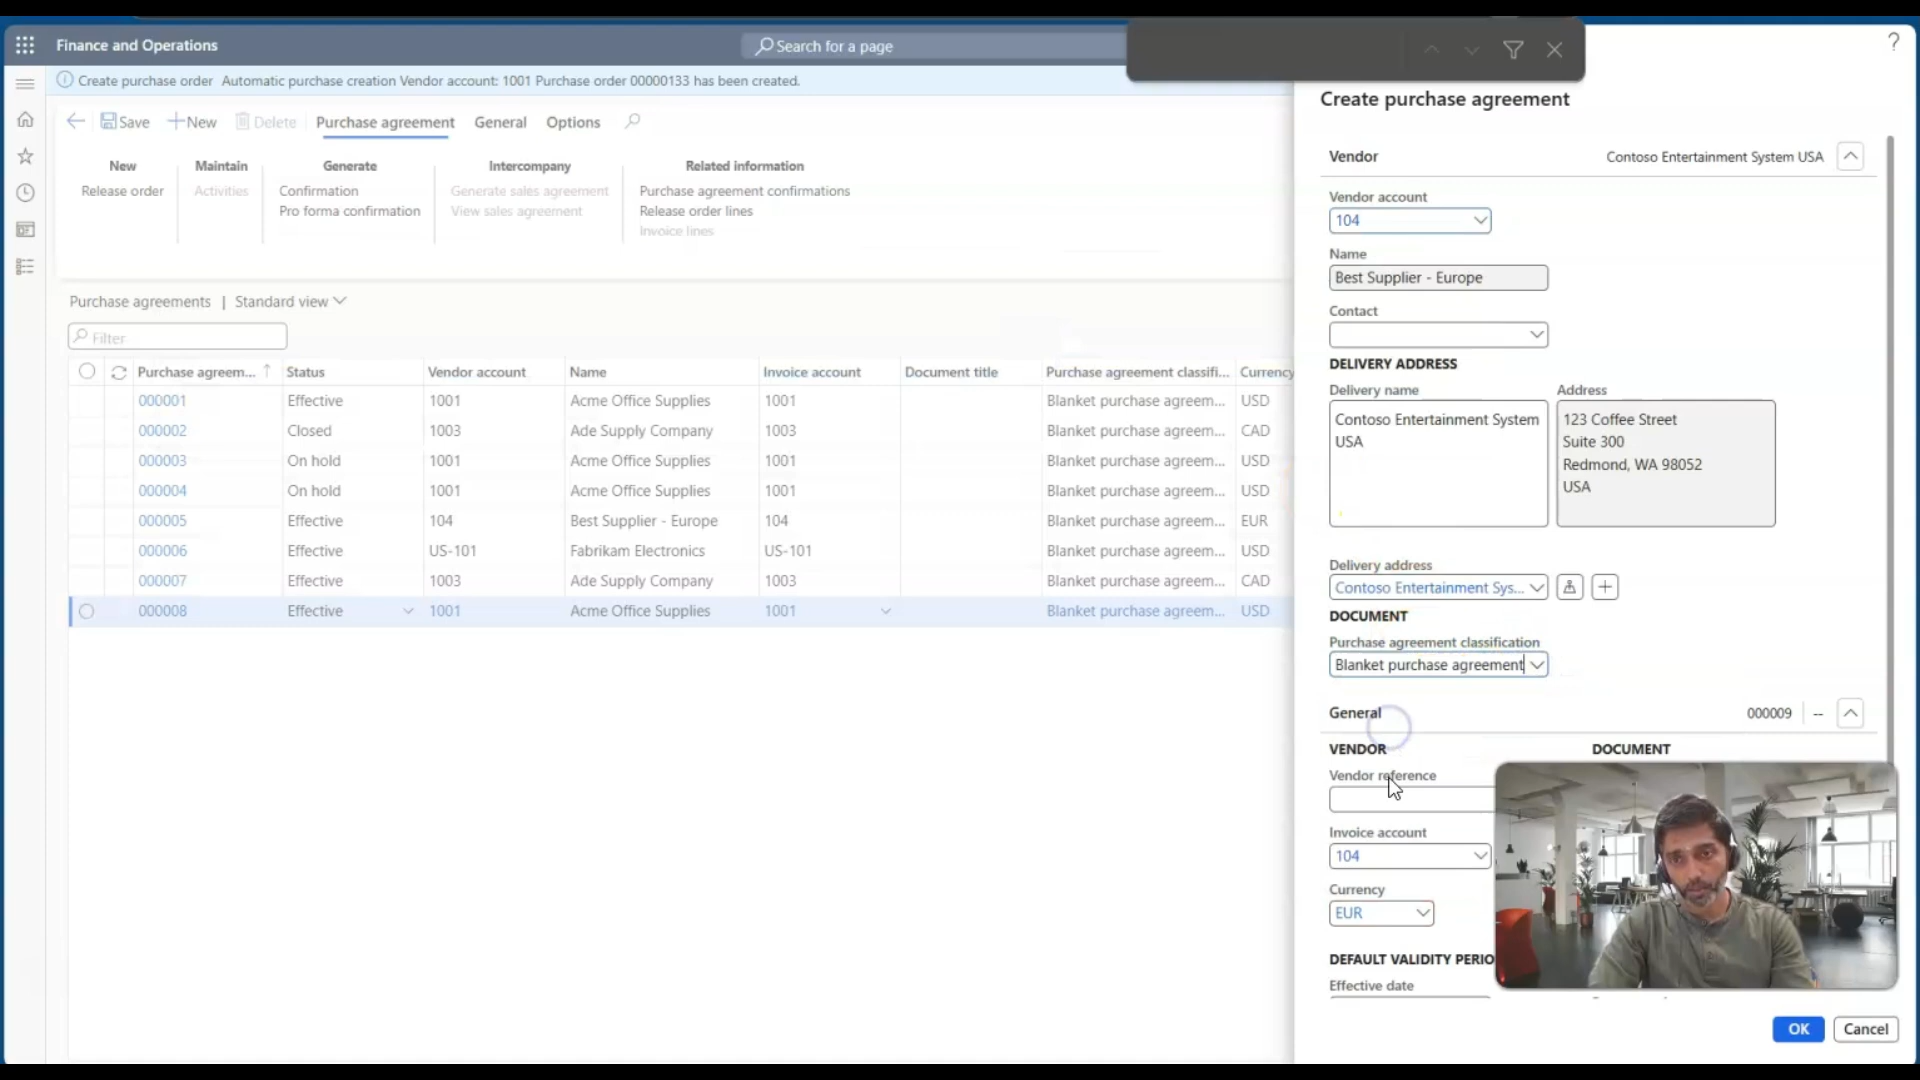 Finance and Operations
Search for a page
?
Create purchase order Automatic purchase creation Vendor account: 1001 Purchase order 00000133 has been created.
Save
New
Delete
Purchase agreement
General
Options
New
Release order
Maintain
Activities
Generate
Confirmation
Pro forma confirmation
Intercompany
Generate sales agreement
View sales agreement
Related information
Purchase agreement confirmations
Release order lines
Invoice lines
Purchase agreements | Standard view
Filter
Purchase agreem... Status Vendor account Name Invoice account Document title Purchase agreement classifi... Currency
000001 Effective 1001 Acme Office Supplies 1001 Blanket purchase agreem... USD
000002 Closed 1003 Ade Supply Company 1003 Blanket purchase agreem... CAD
000003 On hold 1001 Acme Office Supplies 1001 Blanket purchase agreem... USD
000004 On hold 1001 Acme Office Supplies 1001 Blanket purchase agreem... USD
000005 Effective 104 Best Supplier - Europe 104 Blanket purchase agreem... EUR
000006 Effective US-101 Fabrikam Electronics US-101 Blanket purchase agreem... USD
000007 Effective 1003 Ade Supply Company 1003 Blanket purchase agreem... CAD
000008 Effective 1001 Acme Office Supplies 1001 Blanket purchase agreem... USD
Create purchase agreement
Vendor Contoso Entertainment System USA
Vendor account
104
Name
Best Supplier - Europe
Contact
DELIVERY ADDRESS
Delivery name
Contoso Entertainment System
USA
Address
123 Coffee Street
Suite 300
Redmond, WA 98052
USA
Delivery address
Contoso Entertainment Sys...
DOCUMENT
Purchase agreement classification
Blanket purchase agreement
General 000009 --
VENDOR
Vendor reference
Invoice account
104
Currency
EUR
DOCUMENT
DEFAULT VALIDITY PERIO
Effective date
OK
Cancel